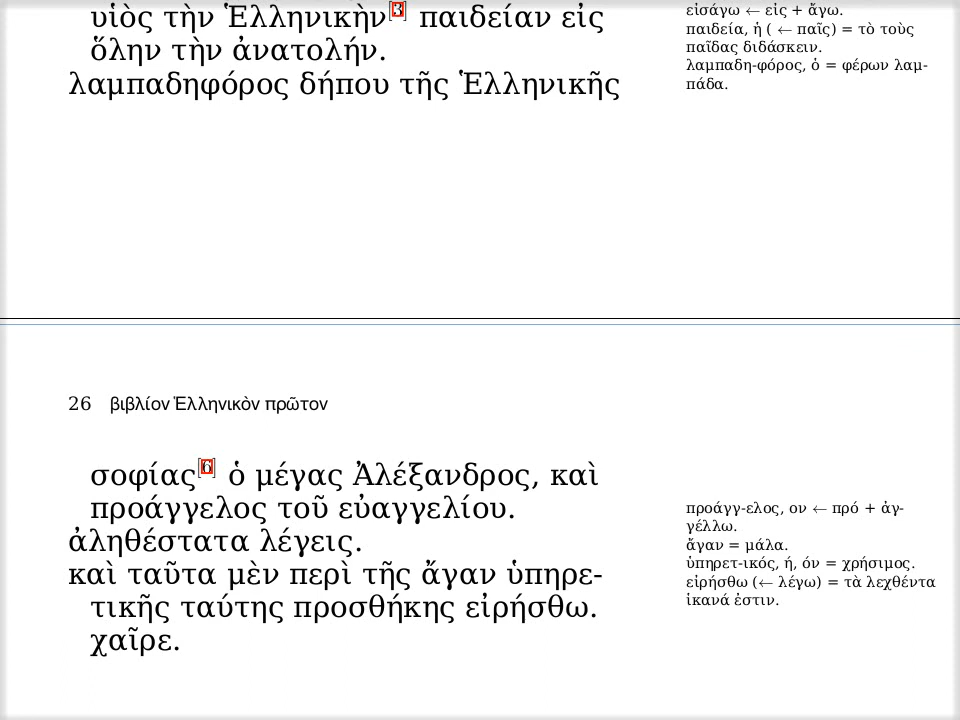 υἱὸς τὴν Ἑλληνικὴν[3] παιδείαν εἰς
ὅλην τὴν ἀνατολήν.
λαμπαδηφόρος δήπου τῆς Ἑλληνικῆς
εἰσάγω ← εἰς + ἄγω.
παιδεία, ἡ ( ← παῖς) = τὸ τοὺς
παῖδας διδάσκειν.
λαμπαδη-φόρος, ὁ = φέρων λαμ-
πάδα.
26 βιβλίον Ἑλληνικὸν πρῶτον
σοφίας[6] ὁ μέγας Ἀλέξανδρος, καὶ
προάγγελος τοῦ εὐαγγελίου.
ἀληθέστατα λέγεις.
καὶ ταῦτα μὲν περὶ τῆς ἄγαν ὑπηρε-
τικῆς ταύτης προσθήκης εἰρήσθω.
χαῖρε.
προάγγ-ελος, ον ← πρό + ἀγ-
γέλλω.
ἄγαν = μάλα.
ὑπηρετ-ικός, ή, όν = χρήσιμος.
εἰρήσθω (← λέγω) = τὰ λεχθέντα
ἱκανά ἐστιν.